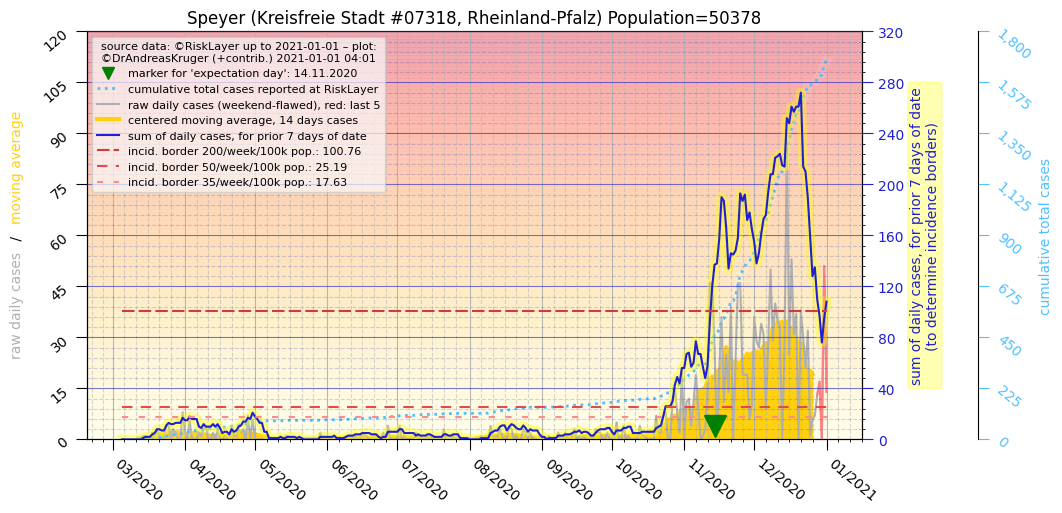 Speyer (Kreisfreie Stadt #07318, Rheinland-Pfalz) Population=50378
source data: ©RiskLayer up to 2021-01-01 – plot:
©DrAndreasKruger (+contrib.) 2021-01-01 04:01
marker for 'expectation day': 14.11.2020
cumulative total cases reported at RiskLayer
raw daily cases (weekend-flawed), red: last 5
centered moving average, 14 days cases
sum of daily cases, for prior 7 days of date
incid. border 200/week/100k pop.: 100.76
incid. border 50/week/100k pop.: 25.19
incid. border 35/week/100k pop.: 17.63
raw daily cases / moving average
120
105
90
75
60
45
30
15
0
03/2020
04/2020
05/2020
06/2020
07/2020
08/2020
09/2020
10/2020
11/2020
12/2020
01/2021
320
280
240
200
160
120
80
40
0
sum of daily cases, for prior 7 days of date
(to determine incidence borders)
1,800
1,575
1,350
1,125
900
675
450
225
0
cumulative total cases